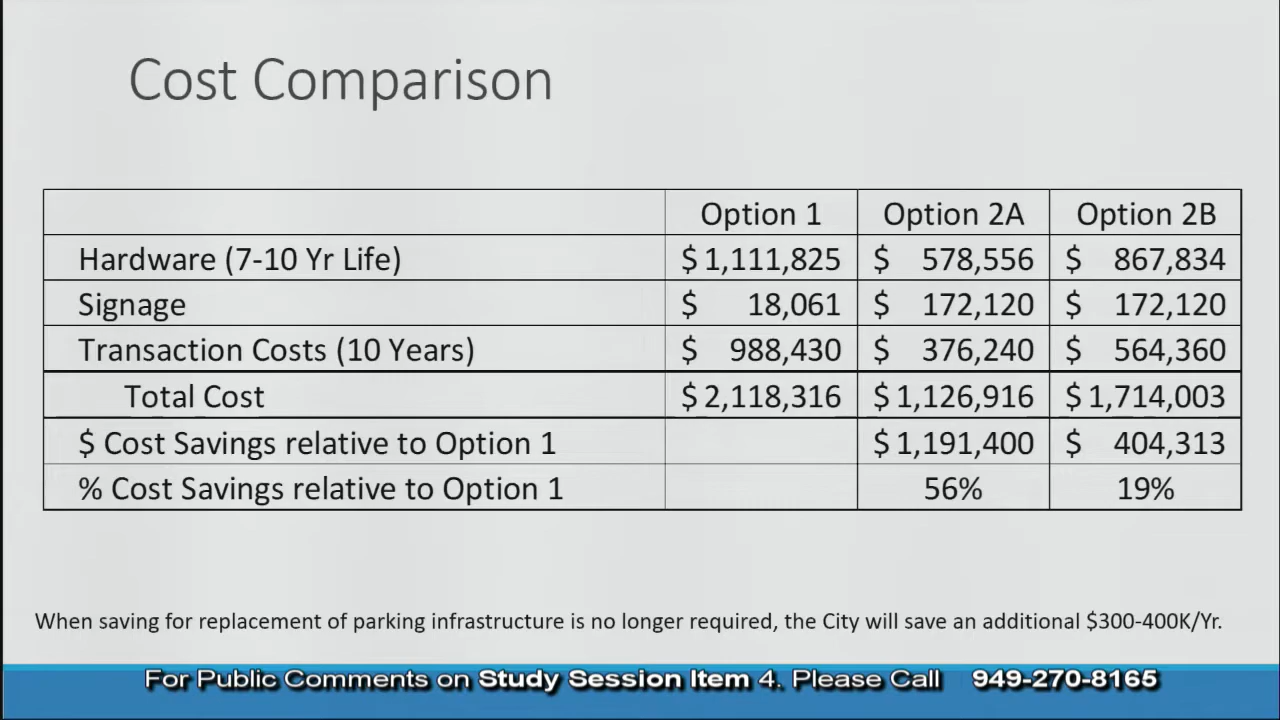 Cost Comparison
Option 1 Option 2A Option 2B
Hardware (7-10 Yr Life) $ 1,111,825 $ 578,556 $ 867,834
Signage $ 18,061 $ 172,120 $ 172,120
Transaction Costs (10 Years) $ 988,430 $ 376,240 $ 564,360
Total Cost $ 2,118,316 $ 1,126,916 $ 1,714,003
$ Cost Savings relative to Option 1 $ 1,191,400 $ 404,313
% Cost Savings relative to Option 1 56% 19%
When saving for replacement of parking infrastructure is no longer required, the City will save an additional $300-400K/Yr.
For Public Comments on Study Session Item 4. Please Call 949-270-8165